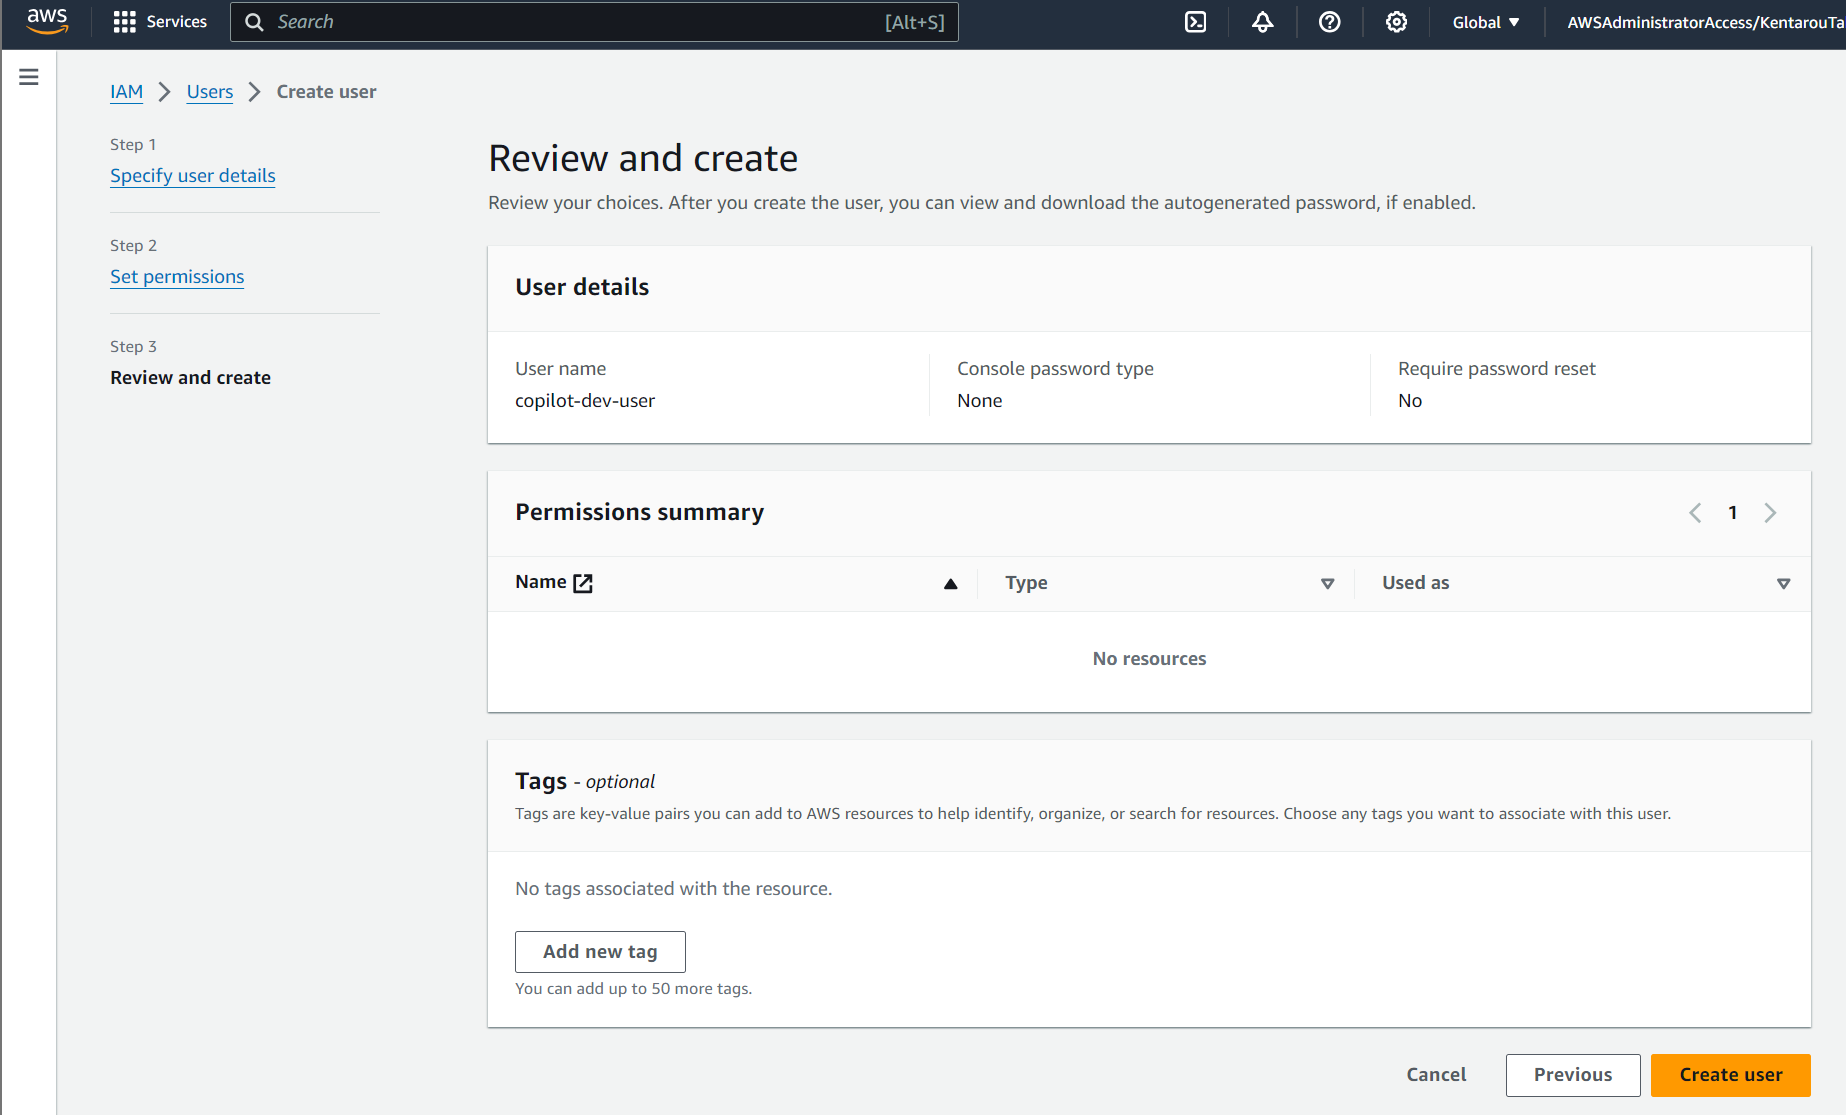 aws
Services
Search
[Alt+S]
Global
AWSAdministratorAccess/KentarouTa
IAM
Users
Create user
Step 1
Specify user details
Step 2
Set permissions
Step 3
Review and create
Review and create
Review your choices. After you create the user, you can view and download the autogenerated password, if enabled.
User details
User name
copilot-dev-user
Console password type
None
Require password reset
No
Permissions summary
1
Name
Type
Used as
No resources
Tags - optional
Tags are key-value pairs you can add to AWS resources to help identify, organize, or search for resources. Choose any tags you want to associate with this user.
No tags associated with the resource.
Add new tag
You can add up to 50 more tags.
Cancel
Previous
Create user